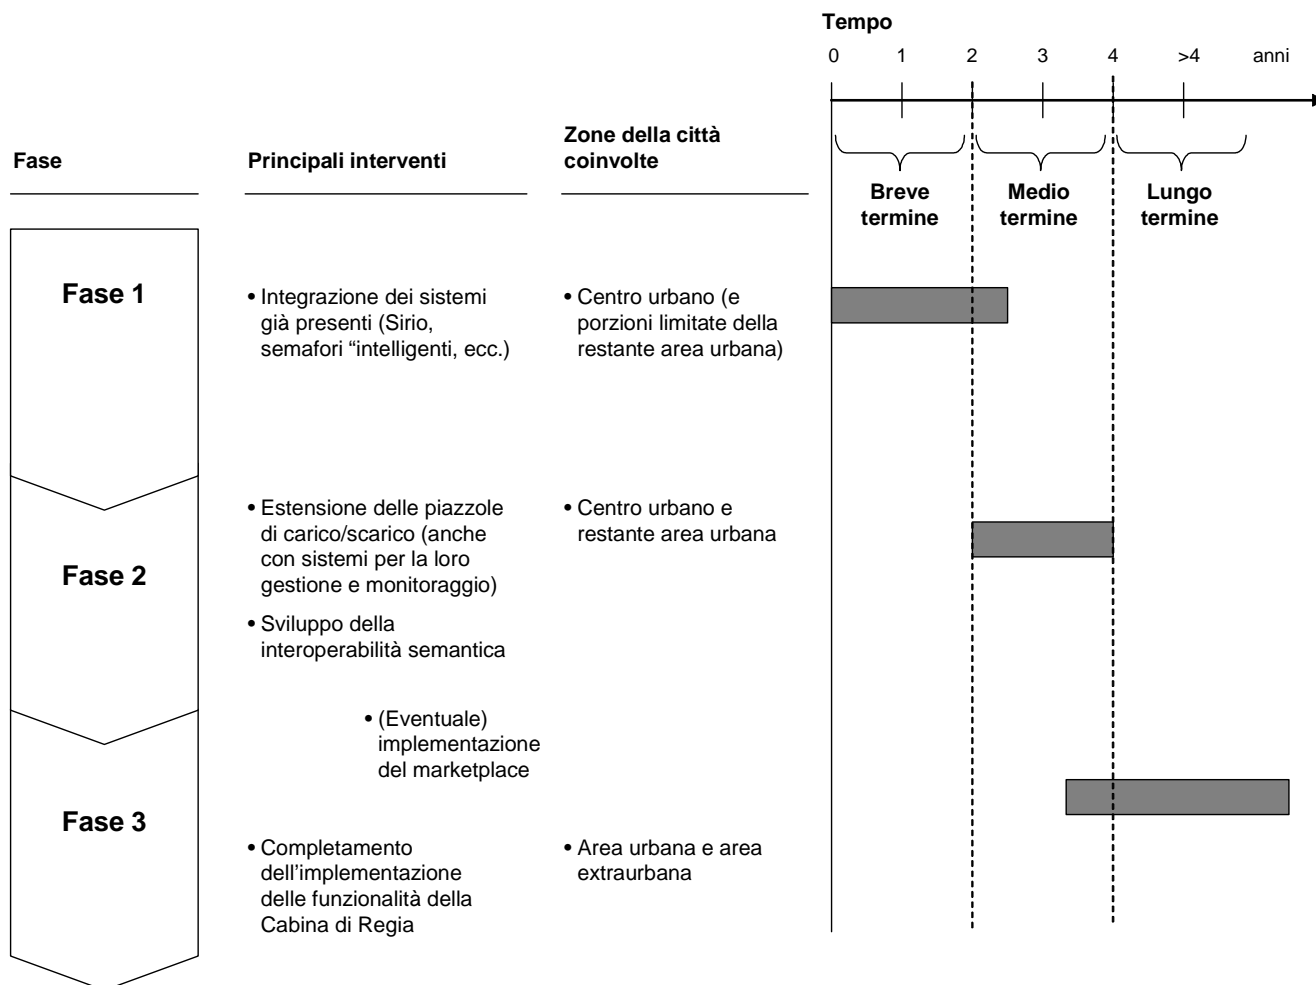 Tempo
0 1 2 3 4 >4 anni
Fase
Principali interventi
Zone della città
coinvolte
Breve
termine
Medio
termine
Lungo
termine
Fase 1
• Integrazione dei sistemi
già presenti (Sirio,
semafori “intelligenti, ecc.)
• Centro urbano (e
porzioni limitate della
restante area urbana)
Fase 2
• Estensione delle piazzole
di carico/scarico (anche
con sistemi per la loro
gestione e monitoraggio)
• Sviluppo della
interoperabilità semantica
• Centro urbano e
restante area urbana
• (Eventuale)
implementazione
del marketplace
Fase 3
• Completamento
dell’implementazione
delle funzionalità della
Cabina di Regia
• Area urbana e area
extraurbana